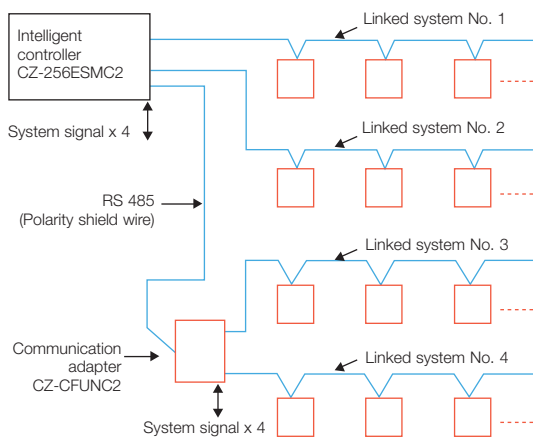 Intelligent
controller
CZ-256ESMC2
System signal x 4
Linked system No. 1
Linked system No. 2
RS 485
(Polarity shield wire)
Linked system No. 3
Communication
adapter
CZ-CFUNC2
Linked system No. 4
System signal x 4